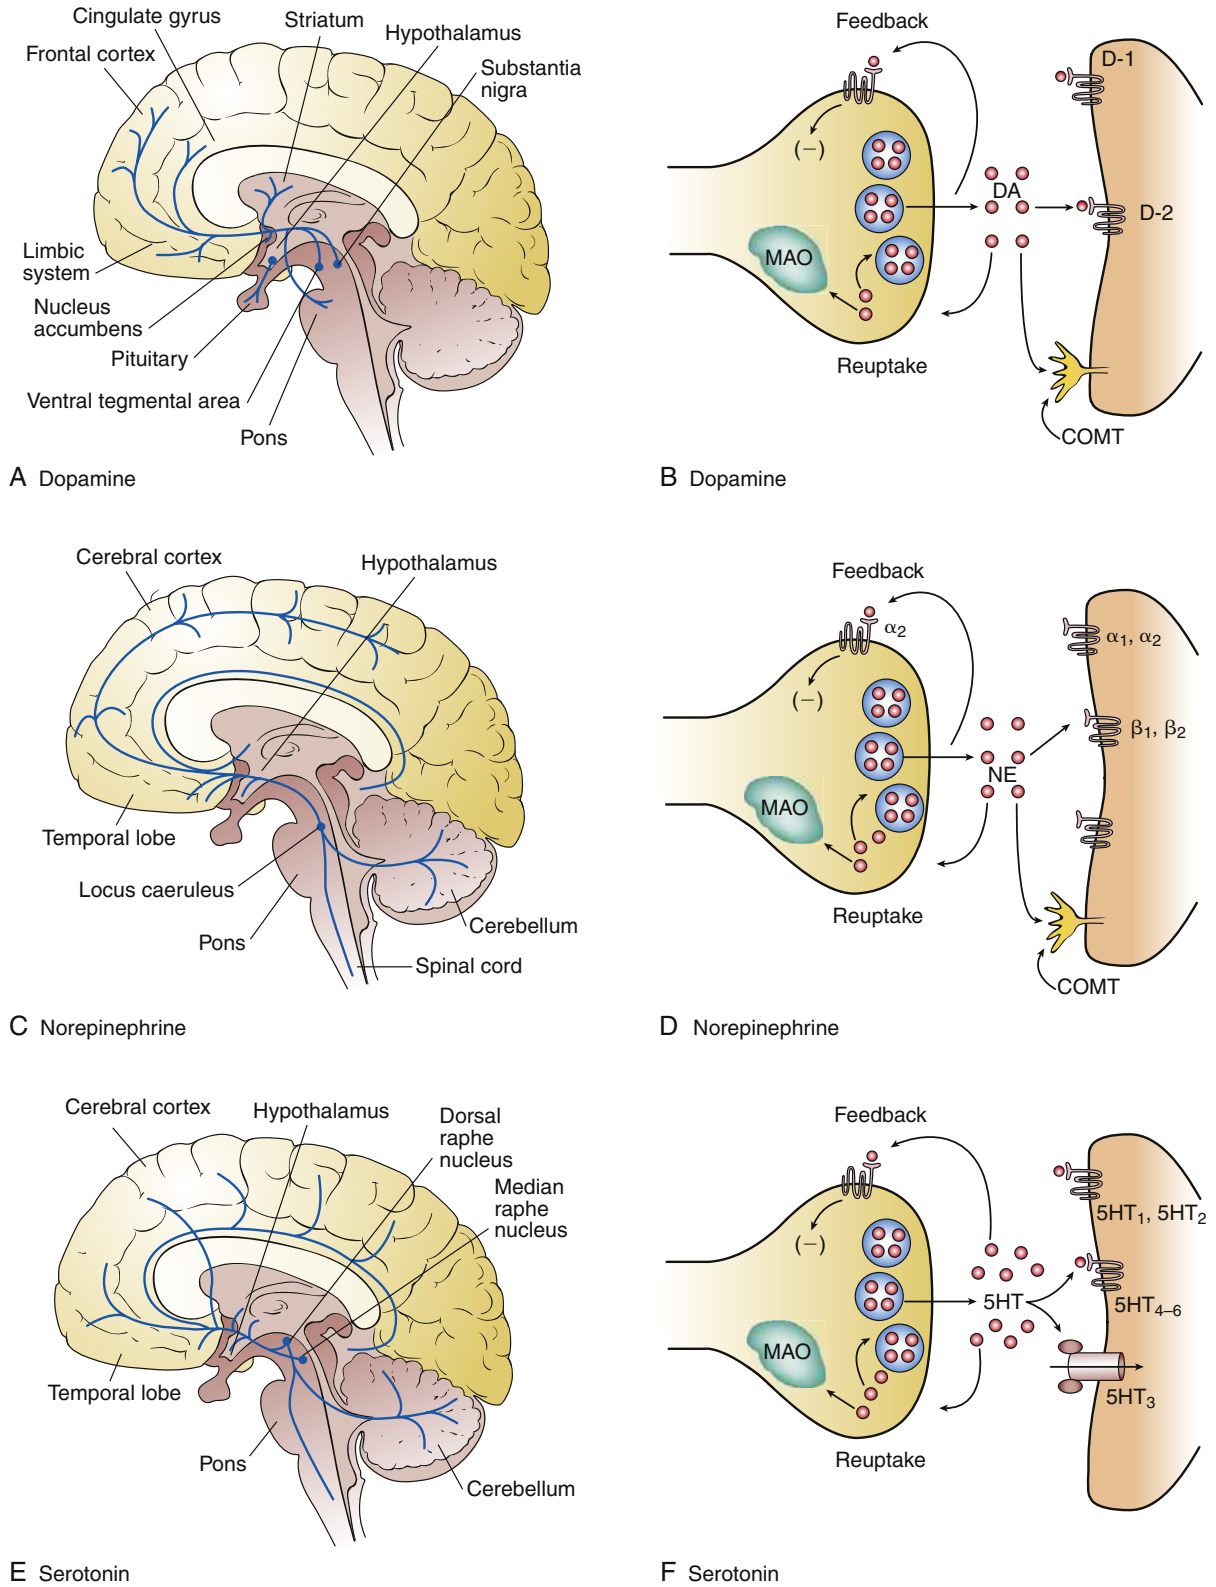 Cingulate gyrus
Striatum
Hypothalamus
Frontal cortex
Substantia
nigra
Limbic
system
Nucleus
accumbens
Pituitary
Ventral tegmental area
Pons
A Dopamine
Feedback
D-1
(−)
DA
D-2
MAO
Reuptake
COMT
B Dopamine
Cerebral cortex
Hypothalamus
Temporal lobe
Locus caeruleus
Pons
Cerebellum
Spinal cord
C Norepinephrine
Feedback
α2
α1, α2
(−)
β1, β2
NE
MAO
Reuptake
COMT
D Norepinephrine
Cerebral cortex
Hypothalamus
Dorsal
raphe
nucleus
Median
raphe
nucleus
Temporal lobe
Pons
Cerebellum
E Serotonin
Feedback
5HT1, 5HT2
(−)
5HT
5HT4–6
MAO
5HT3
Reuptake
F Serotonin